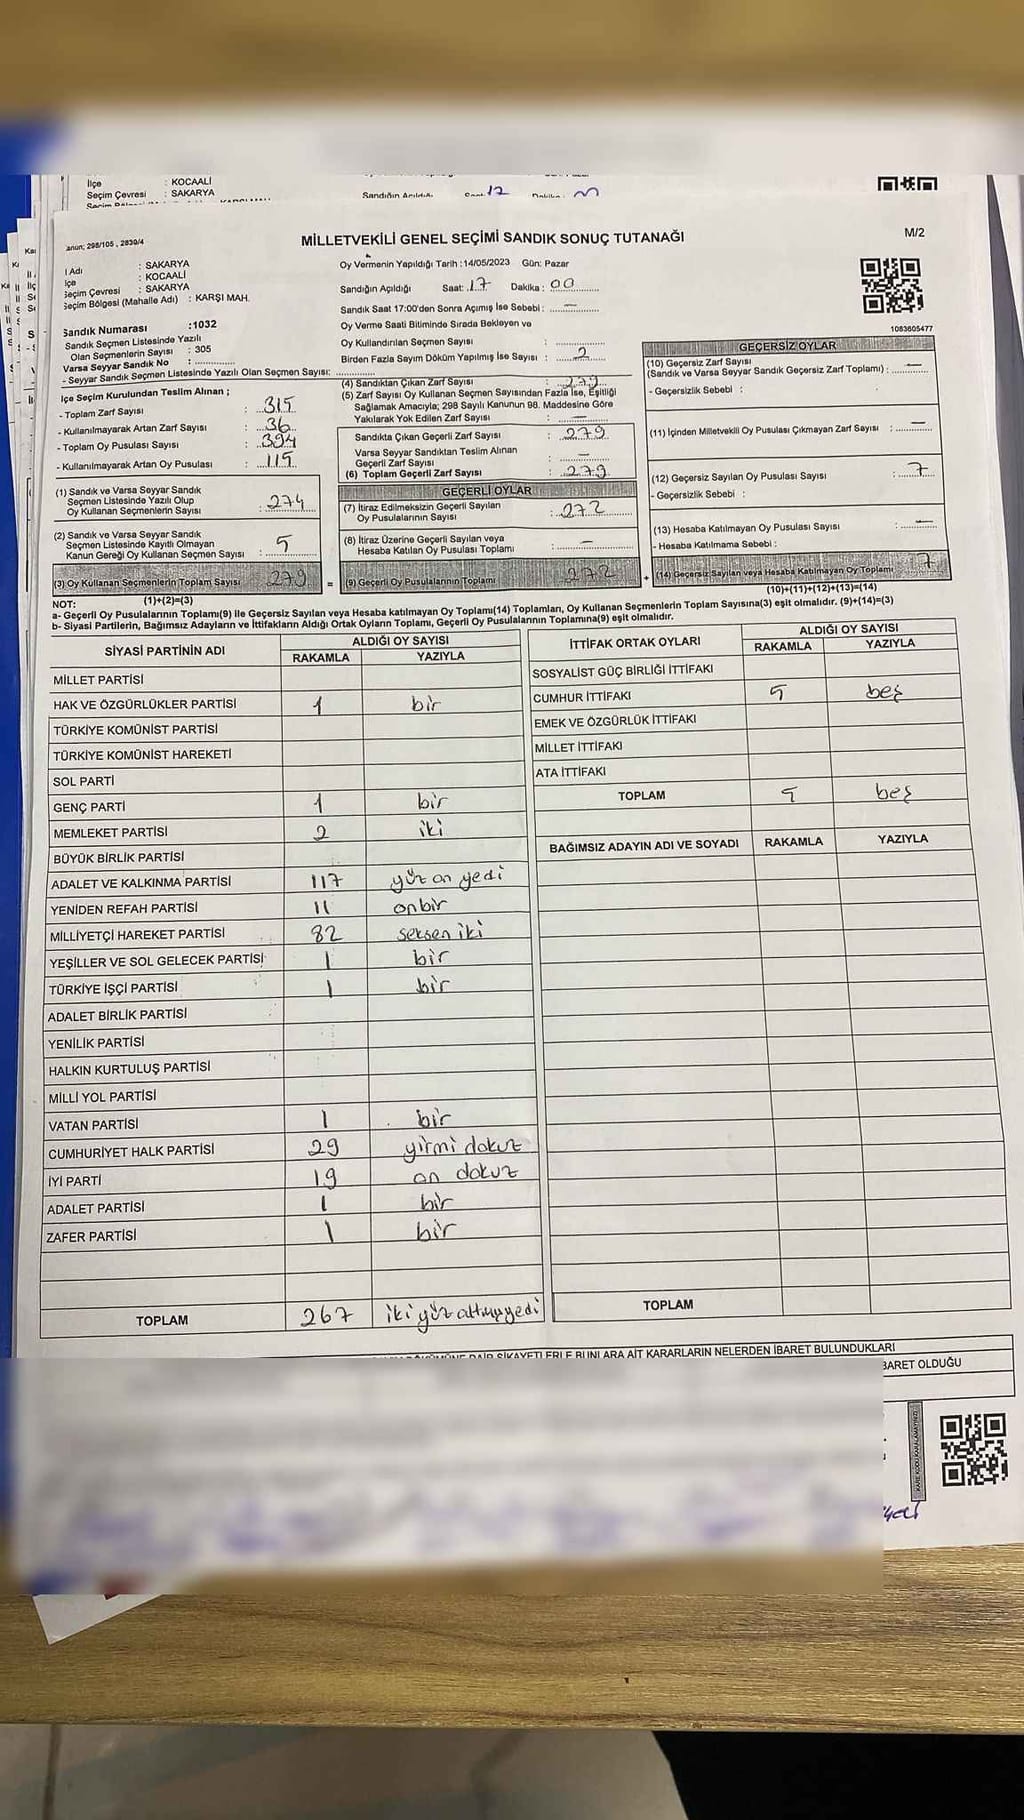 İlçe : KOCAALİ
Seçim Çevresi : SAKARYA
Sandığın Açıldığı Saat: 17 Dakika:
anun; 298/105 , 2839/4
MİLLETVEKİLİ GENEL SEÇİMİ SANDIK SONUÇ TUTANAĞI
M/2
l Adı : SAKARYA
lçe : KOCAALİ
Seçim Çevresi : SAKARYA
Seçim Bölgesi (Mahalle Adı) : KARŞI MAH.
Sandık Numarası :1032
Sandık Seçmen Listesinde Yazılı
Olan Seçmenlerin Sayısı : 305
Varsa Seyyar Sandık No :
- Seyyar Sandık Seçmen Listesinde Yazılı Olan Seçmen Sayısı:
Oy Vermenin Yapıldığı Tarih :14/05/2023 Gün: Pazar
Sandığın Açıldığı Saat: 17 Dakika : 00
Sandık Saat 17:00'den Sonra Açımış İse Sebebi : —
Oy Verme Saati Bitiminde Sırada Bekleyen ve
Oy Kullandırılan Seçmen Sayısı :
Birden Fazla Sayım Döküm Yapılmış İse Sayısı : 2
1083605477
İlçe Seçim Kurulundan Teslim Alınan ;
- Toplam Zarf Sayısı : 315
- Kullanılmayarak Artan Zarf Sayısı : 36
- Toplam Oy Pusulası Sayısı : 394
- Kullanılmayarak Artan Oy Pusulası : 115
(1) Sandık ve Varsa Seyyar Sandık
Seçmen Listesinde Yazılı Olup
Oy Kullanan Seçmenlerin Sayısı : 274
(2) Sandık ve Varsa Seyyar Sandık
Seçmen Listesinde Kayıtlı Olmayan
Kanun Gereği Oy Kullanan Seçmen Sayısı : 5
(3) Oy Kullanan Seçmenlerin Toplam Sayısı 279
(1)+(2)=(3)
(4) Sandıktan Çıkan Zarf Sayısı : 279
(5) Zarf Sayısı Oy Kullanan Seçmen Sayısından Fazla İse, Eşitliği
Sağlamak Amacıyla; 298 Sayılı Kanunun 98. Maddesine Göre
Yakılarak Yok Edilen Zarf Sayısı : —
Sandıkta Çıkan Geçerli Zarf Sayısı : 279
Varsa Seyyar Sandıktan Teslim Alınan
Geçerli Zarf Sayısı : —
(6) Toplam Geçerli Zarf Sayısı : 279
GEÇERLİ OYLAR
(7) İtiraz Edilmeksizin Geçerli Sayılan
Oy Pusulalarının Sayısı : 272
(8) İtiraz Üzerine Geçerli Sayılan veya
Hesaba Katılan Oy Pusulası Toplamı : —
= (9) Geçerli Oy Pusulalarının Toplamı 272
GEÇERSİZ OYLAR
(10) Geçersiz Zarf Sayısı
(Sandık ve Varsa Seyyar Sandık Geçersiz Zarf Toplamı) : —
- Geçersizlik Sebebi :
(11) İçinden Milletvekili Oy Pusulası Çıkmayan Zarf Sayısı : —
(12) Geçersiz Sayılan Oy Pusulası Sayısı : 7
- Geçersizlik Sebebi :
(13) Hesaba Katılmayan Oy Pusulası Sayısı : —
- Hesaba Katılmama Sebebi :
+ (14) Geçersiz Sayılan veya Hesaba Katılmayan Oy Toplamı 7
(10)+(11)+(12)+(13)=(14)
NOT:
a- Geçerli Oy Pusulalarının Toplamı(9) ile Geçersiz Sayılan veya Hesaba katılmayan Oy Toplamı(14) Toplamları, Oy Kullanan Seçmenlerin Toplam Sayısına(3) eşit olmalıdır. (9)+(14)=(3)
b- Siyasi Partilerin, Bağımsız Adayların ve İttifakların Aldığı Ortak Oyların Toplamı, Geçerli Oy Pusulalarının Toplamına(9) eşit olmalıdır.
SİYASİ PARTİNİN ADI ALDIĞI OY SAYISI
RAKAMLA YAZIYLA
MİLLET PARTİSİ
HAK VE ÖZGÜRLÜKLER PARTİSİ 1 bir
TÜRKİYE KOMÜNİST PARTİSİ
TÜRKİYE KOMÜNİST HAREKETİ
SOL PARTİ
GENÇ PARTİ 1 bir
MEMLEKET PARTİSİ 2 iki
BÜYÜK BİRLİK PARTİSİ
ADALET VE KALKINMA PARTİSİ 117 yüz on yedi
YENİDEN REFAH PARTİSİ 11 onbir
MİLLİYETÇİ HAREKET PARTİSİ 82 seksen iki
YEŞİLLER VE SOL GELECEK PARTİSİ 1 bir
TÜRKİYE İŞÇİ PARTİSİ 1 bir
ADALET BİRLİK PARTİSİ
YENİLİK PARTİSİ
HALKIN KURTULUŞ PARTİSİ
MİLLİ YOL PARTİSİ
VATAN PARTİSİ 1 bir
CUMHURİYET HALK PARTİSİ 29 yirmi dokuz
İYİ PARTİ 19 on dokuz
ADALET PARTİSİ 1 bir
ZAFER PARTİSİ 1 bir
TOPLAM 267 iki yüz altmış yedi
İTTİFAK ORTAK OYLARI ALDIĞI OY SAYISI
RAKAMLA YAZIYLA
SOSYALİST GÜÇ BİRLİĞİ İTTİFAKI
CUMHUR İTTİFAKI 5 beş
EMEK VE ÖZGÜRLÜK İTTİFAKI
MİLLET İTTİFAKI
ATA İTTİFAKI
TOPLAM 5 beş
BAĞIMSIZ ADAYIN ADI VE SOYADI RAKAMLA YAZIYLA
TOPLAM
DAİR ŞİKAYETLERLE BUNLARA AİT KARARLARIN NELERDEN İBARET BULUNDUKLARI
BARET OLDUĞU
KARE KODU KARALAMAYINIZ!